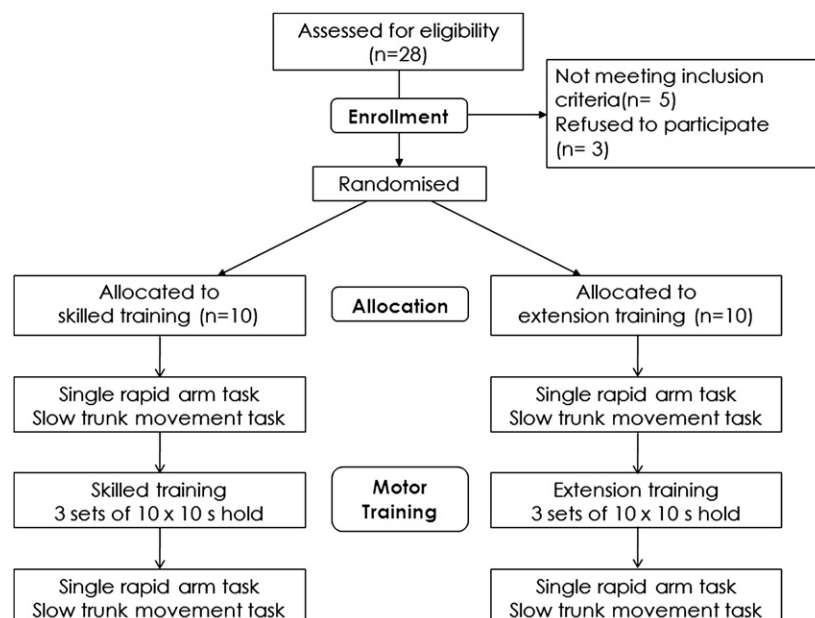 Assessed for eligibility
(n=28)
Not meeting inclusion
criteria(n= 5)
Refused to participate
(n= 3)
Enrollment
Randomised
Allocated to
skilled training (n=10)
Allocation
Allocated to
extension training (n=10)
Single rapid arm task
Slow trunk movement task
Single rapid arm task
Slow trunk movement task
Skilled training
3 sets of 10 x 10 s hold
Motor
Training
Extension training
3 sets of 10 x 10 s hold
Single rapid arm task
Slow trunk movement task
Single rapid arm task
Slow trunk movement task